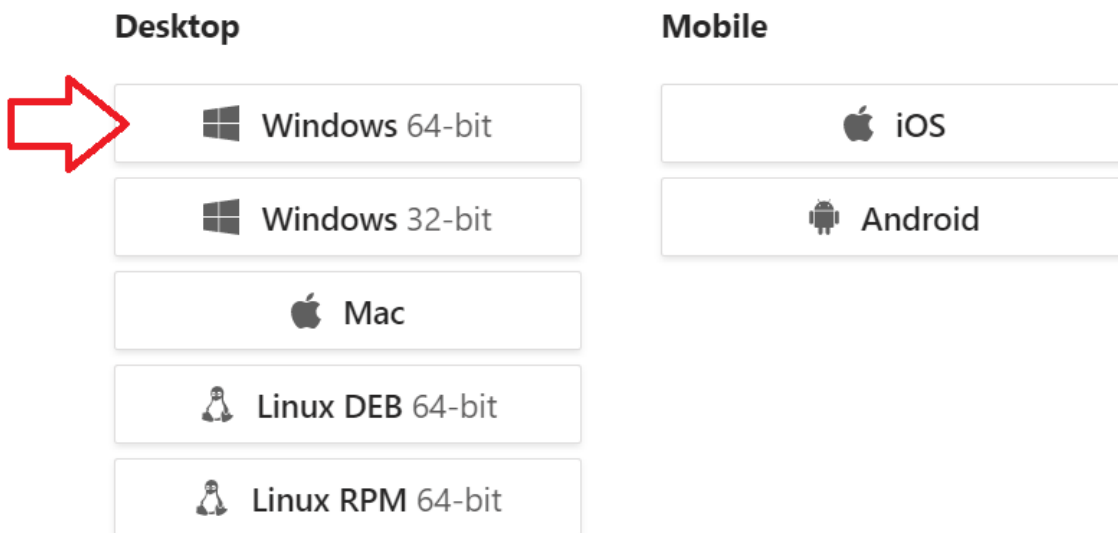 Desktop
Windows 64-bit
Windows 32-bit
Mac
Linux DEB 64-bit
Linux RPM 64-bit
Mobile
iOS
Android